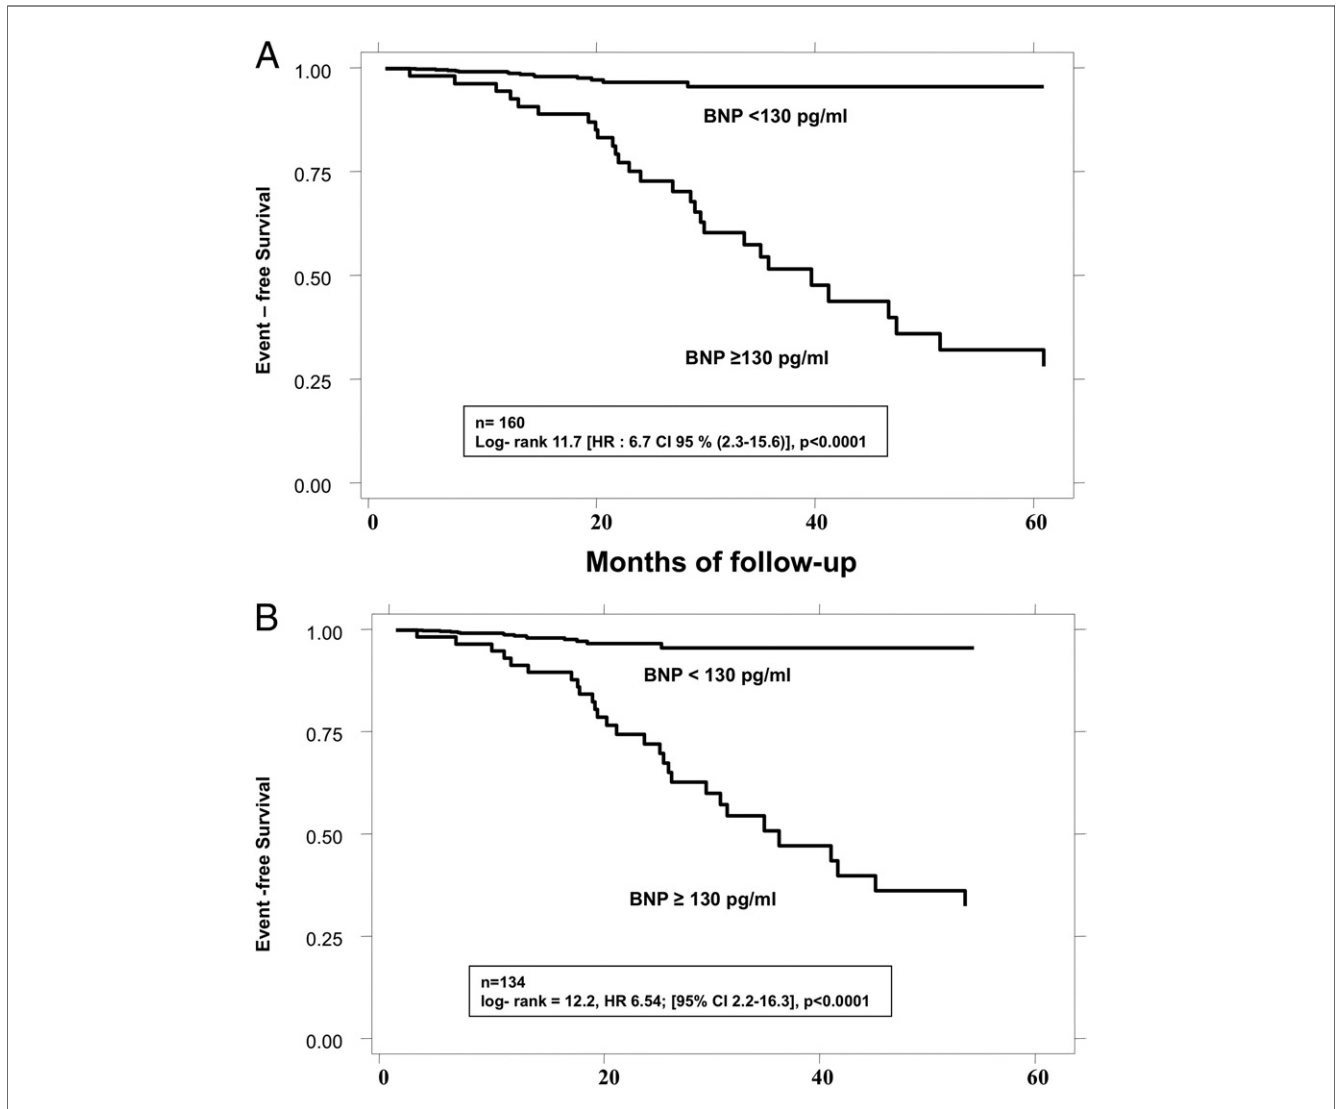 A
1.00
BNP <130 pg/ml
0.75
Event – free Survival
0.50
BNP ≥130 pg/ml
0.25
n= 160
Log- rank 11.7 [HR : 6.7 CI 95 % (2.3-15.6)], p<0.0001
0.00
0 20 40 60
Months of follow-up
B
1.00
BNP < 130 pg/ml
0.75
Event -free Survival
0.50
BNP ≥ 130 pg/ml
0.25
n=134
log- rank = 12.2, HR 6.54; [95% CI 2.2-16.3], p<0.0001
0.00
0 20 40 60